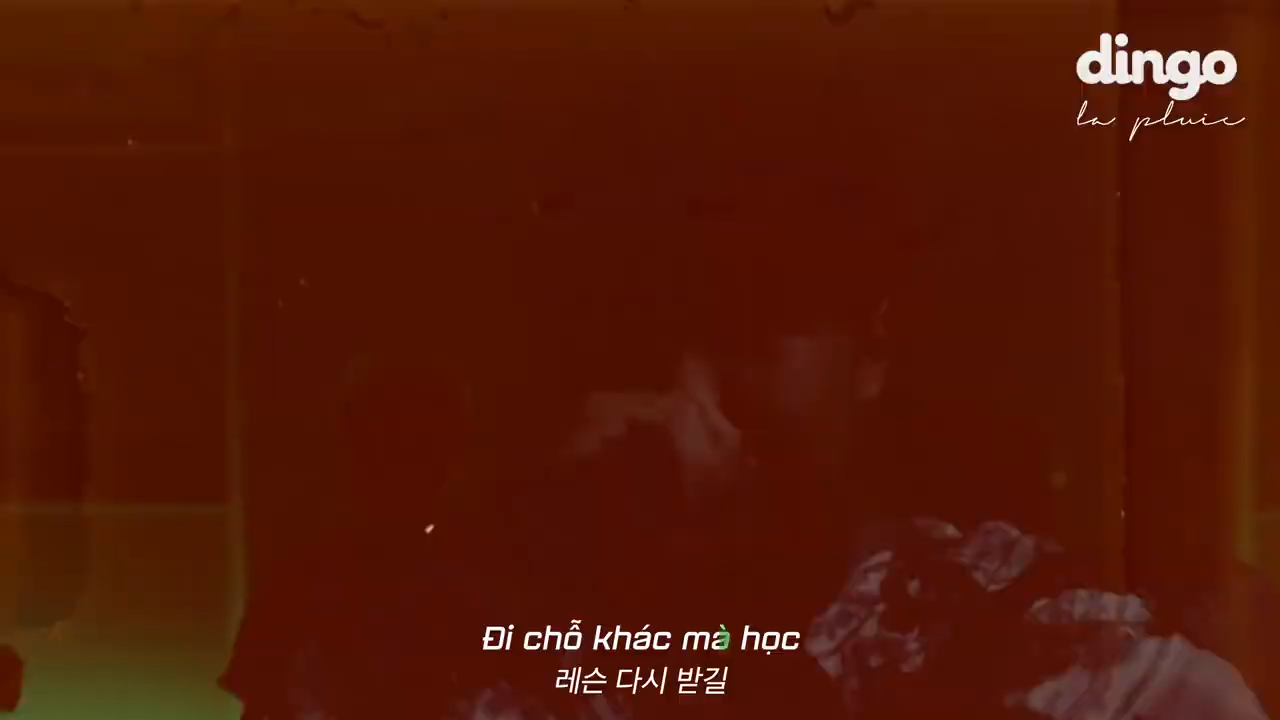 dingo
la pluie
Đi chỗ khác mà học
레슨 다시 받길